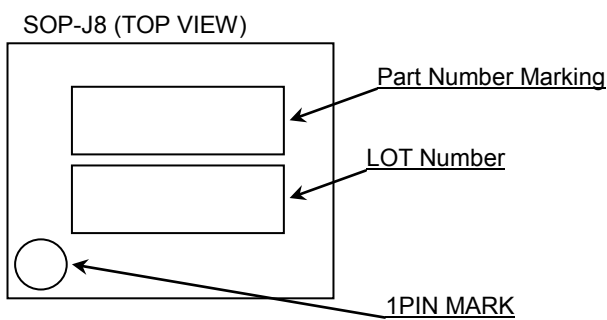 SOP-J8 (TOP VIEW)
Part Number Marking
LOT Number
1PIN MARK